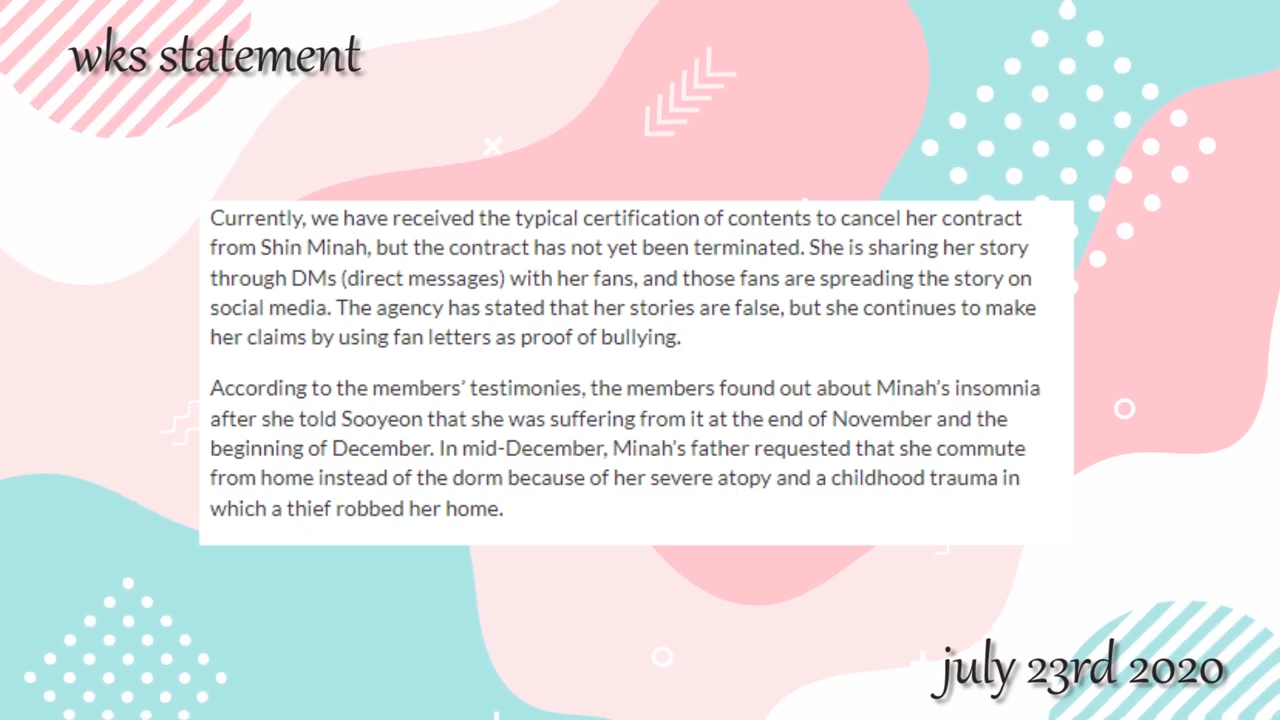 wks statement
Currently, we have received the typical certification of contents to cancel her contract
from Shin Minah, but the contract has not yet been terminated. She is sharing her story
through DMs (direct messages) with her fans, and those fans are spreading the story on
social media. The agency has stated that her stories are false, but she continues to make
her claims by using fan letters as proof of bullying.
According to the members’ testimonies, the members found out about Minah’s insomnia
after she told Sooyeon that she was suffering from it at the end of November and the
beginning of December. In mid-December, Minah’s father requested that she commute
from home instead of the dorm because of her severe atopy and a childhood trauma in
which a thief robbed her home.
july 23rd 2020